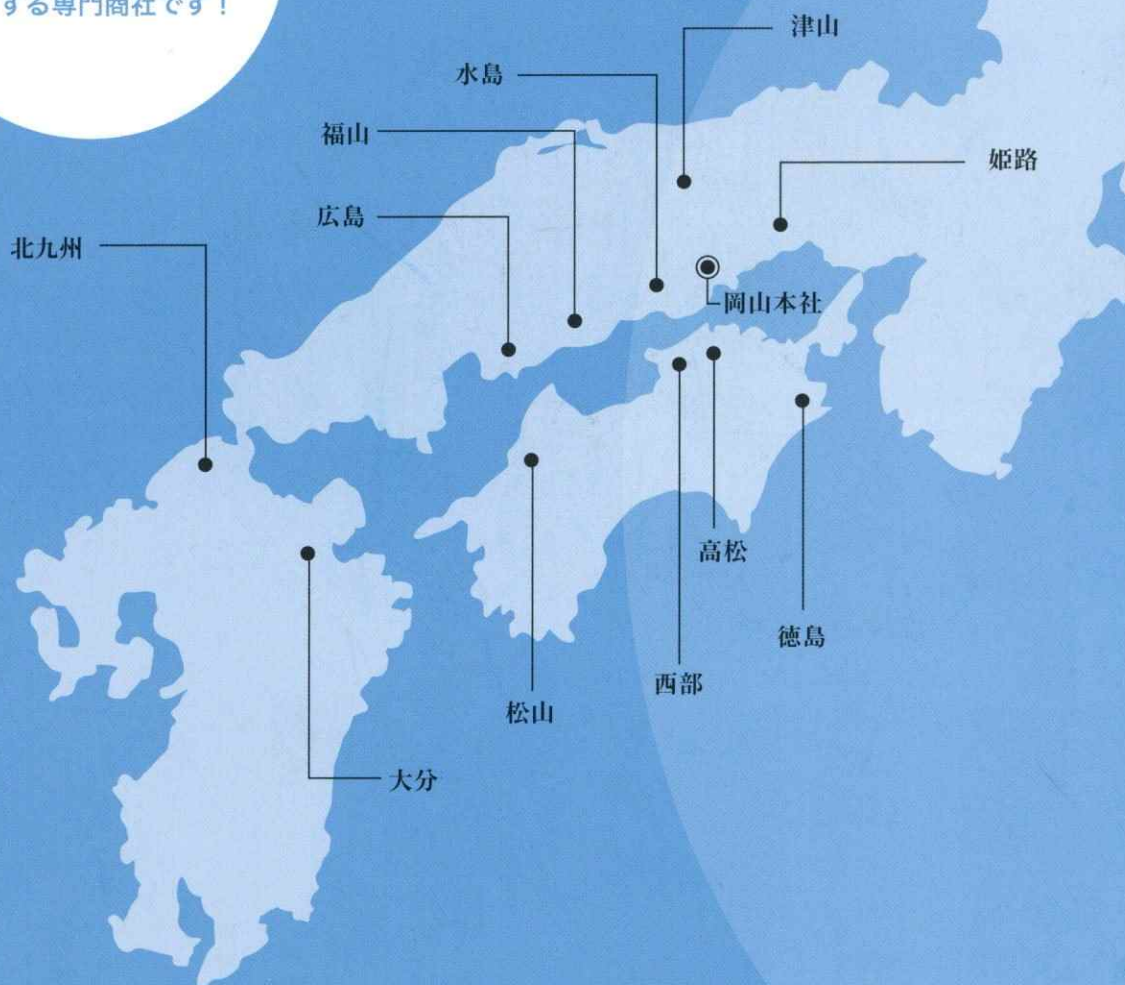 する専門商社です！
津山
水島
福山
姫路
広島
北九州
岡山本社
高松
徳島
西部
松山
大分